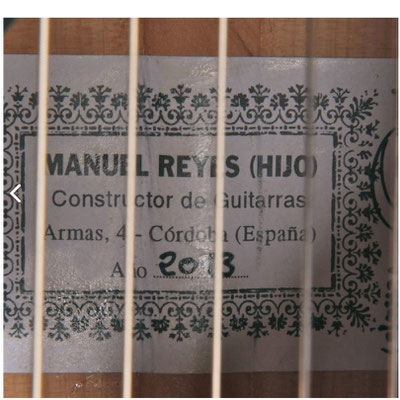 MANUEL REYES (HIJO)
Constructor de Guitarras
Armas, 4 - Córdoba (España)
Año 2013